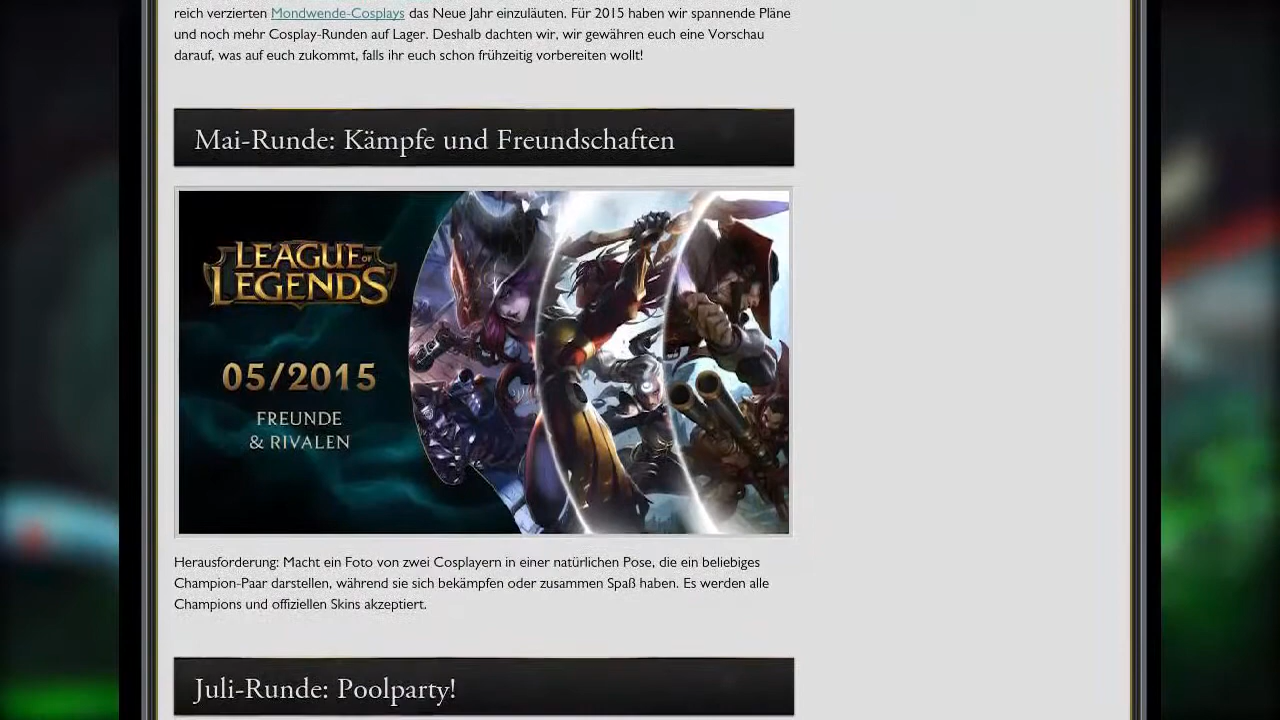 reich verzierten Mondwende-Cosplays das Neue Jahr einzuläuten. Für 2015 haben wir spannende Pläne
und noch mehr Cosplay-Runden auf Lager. Deshalb dachten wir, wir gewähren euch eine Vorschau
darauf, was auf euch zukommt, falls ihr euch schon frühzeitig vorbereiten wollt!
Mai-Runde: Kämpfe und Freundschaften
LEAGUE OF
LEGENDS
05/2015
FREUNDE
& RIVALEN
Herausforderung: Macht ein Foto von zwei Cosplayern in einer natürlichen Pose, die ein beliebiges
Champion-Paar darstellen, während sie sich bekämpfen oder zusammen Spaß haben. Es werden alle
Champions und offiziellen Skins akzeptiert.
Juli-Runde: Poolparty!